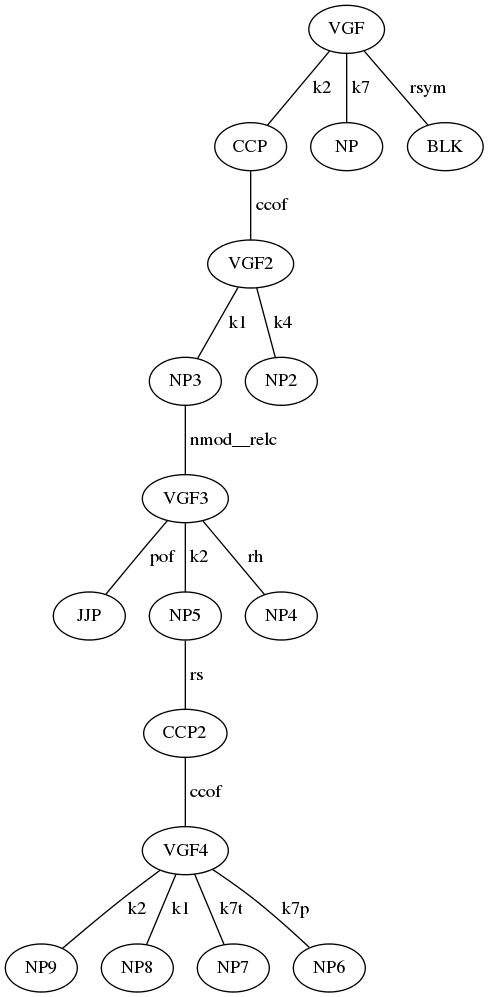 VGF
k2 k7 rsym
CCP NP BLK
ccof
VGF2
k1 k4
NP3 NP2
nmod__relc
VGF3
pof k2 rh
JJP NP5 NP4
rs
CCP2
ccof
VGF4
k2 k1 k7t k7p
NP9 NP8 NP7 NP6